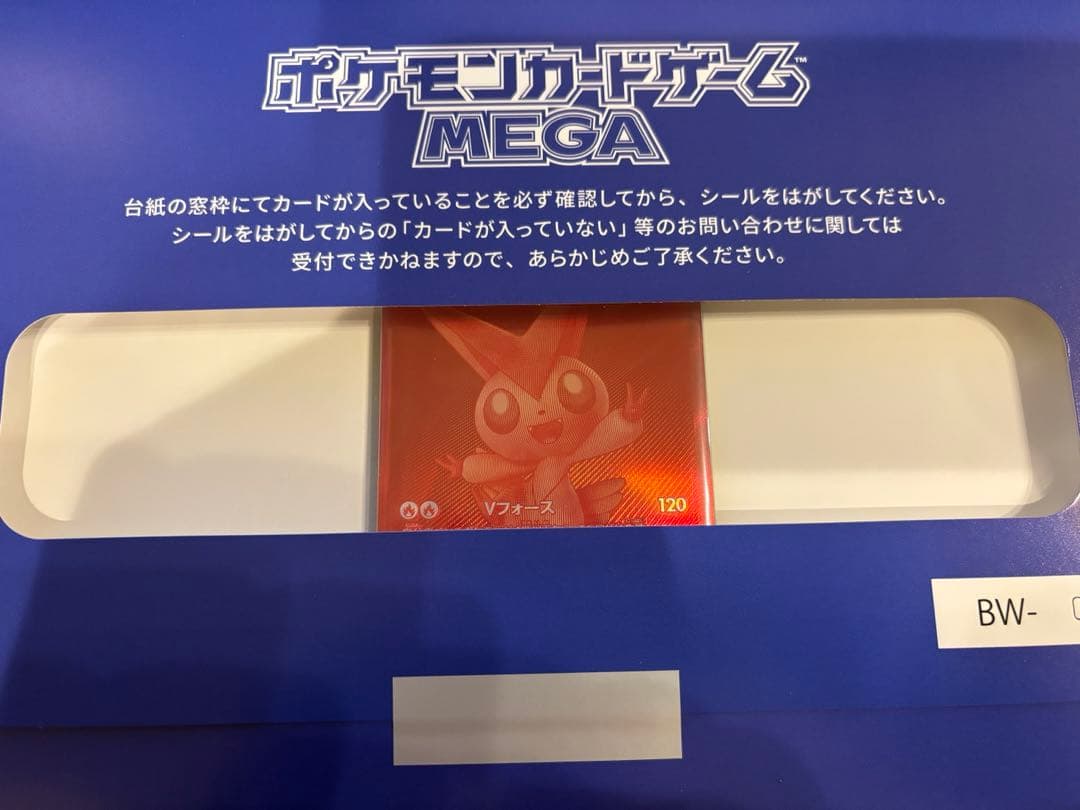 ポケモンカードゲーム™
MEGA
台紙の窓枠にてカードが入っていることを必ず確認してから、シールをはがしてください。
シールをはがしてからの「カードが入っていない」等のお問い合わせに関しては
受付できかねますので、あらかじめご了承ください。
Vフォース 120
BW-